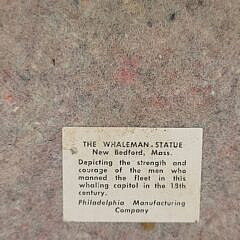 THE WHALEMAN STATUE
New Bedford, Mass.
Depicting the strength and
courage of the men who
manned the fleet in this
whaling capitol in the 18th
century.
Philadelphia Manufacturing
Company